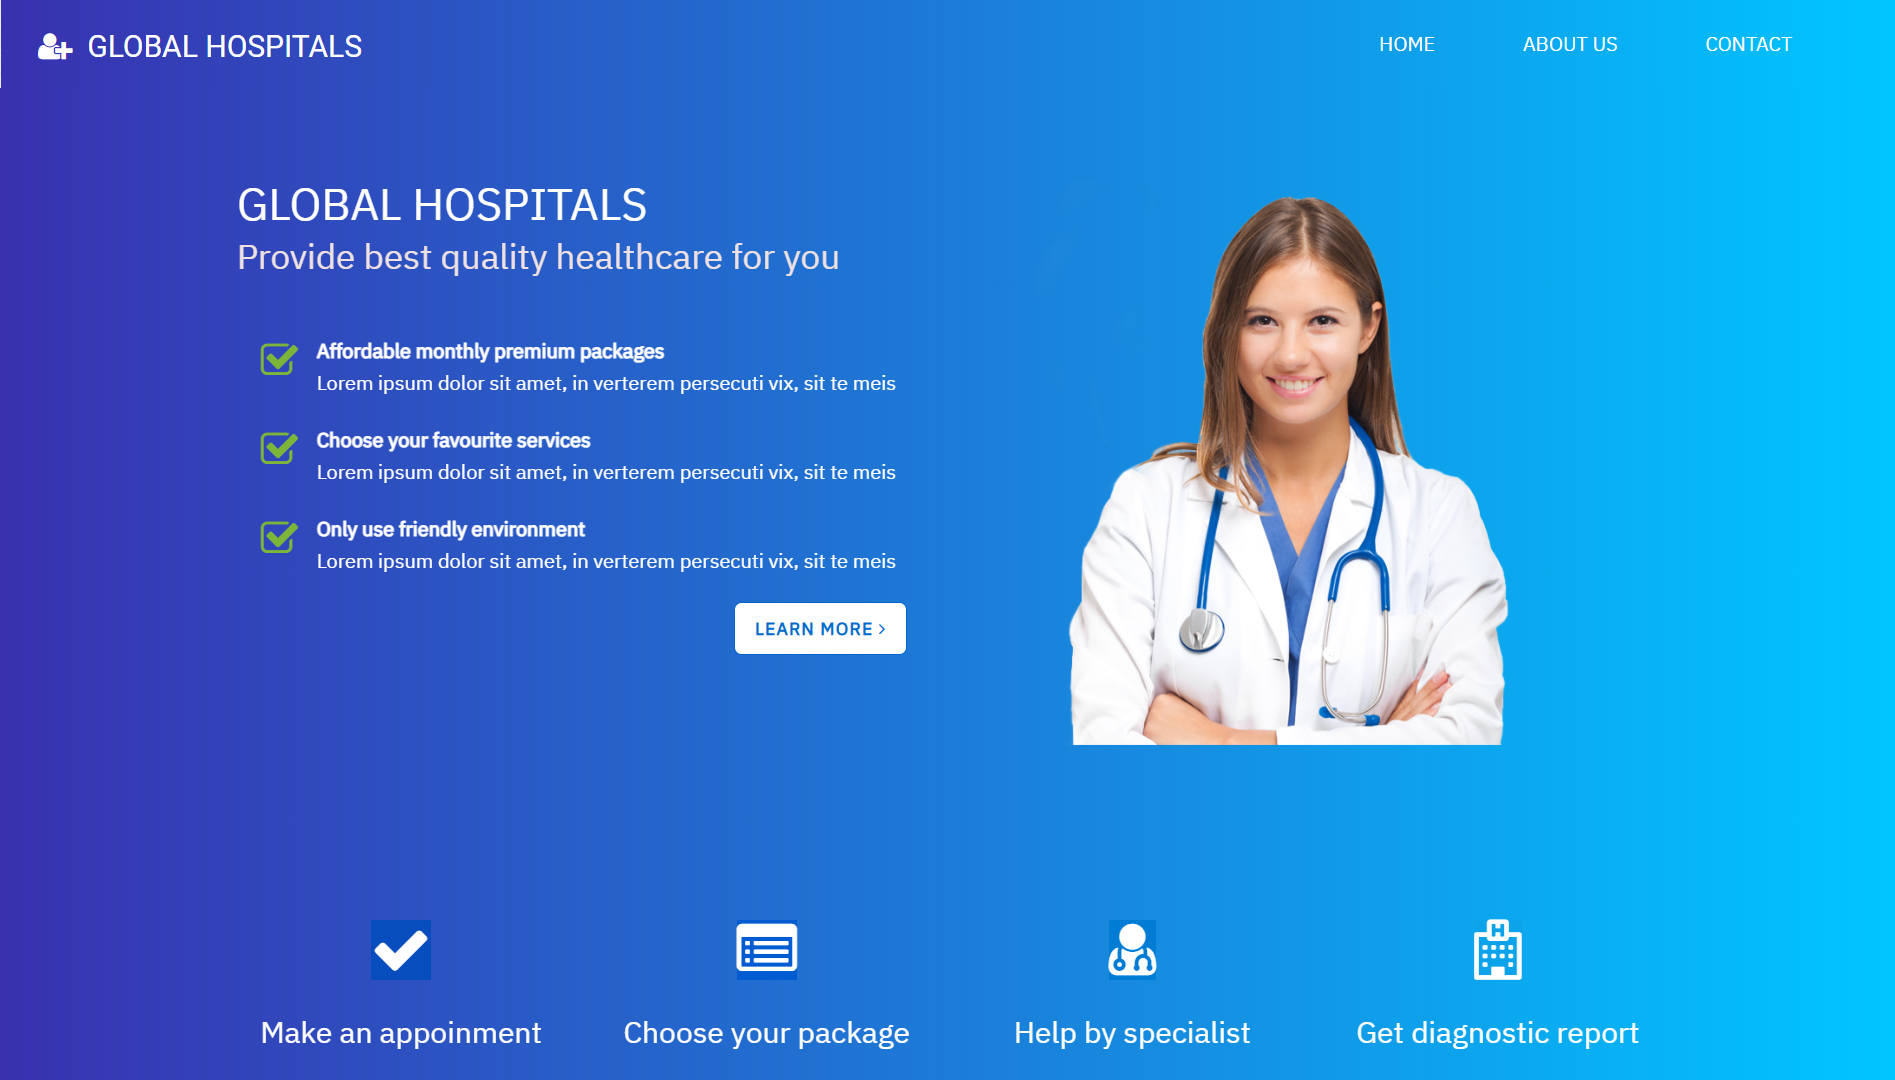 GLOBAL HOSPITALS
HOME
ABOUT US
CONTACT
GLOBAL HOSPITALS
Provide best quality healthcare for you
Affordable monthly premium packages
Lorem ipsum dolor sit amet, in verterem persecuti vix, sit te meis
Choose your favourite services
Lorem ipsum dolor sit amet, in verterem persecuti vix, sit te meis
Only use friendly environment
Lorem ipsum dolor sit amet, in verterem persecuti vix, sit te meis
LEARN MORE
H
Make an appoinment
Choose your package
Help by specialist
Get diagnostic report